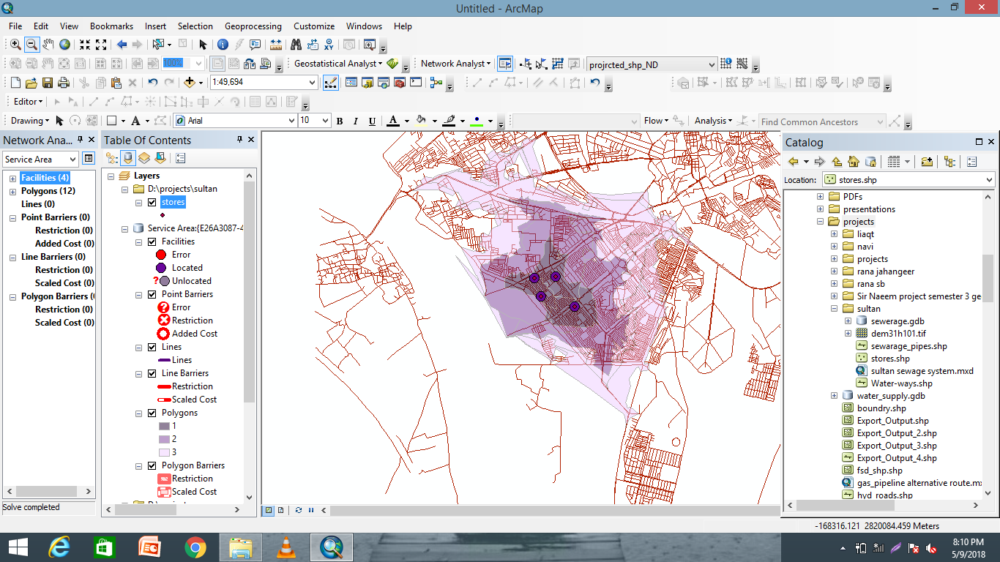 Untitled - ArcMap
File Edit View Bookmarks Insert Selection Geoprocessing Customize Windows Help
100% Geostatistical Analyst Network Analyst projrcted_shp_ND
1:49,694
Editor
Drawing A Arial 10 B I U A Flow Analysis Find Common Ancestors
Network Ana...
Service Area
Facilities (4)
Polygons (12)
Lines (0)
Point Barriers (0)
Restriction (0)
Added Cost (0)
Line Barriers (0)
Restriction (0)
Scaled Cost (0)
Polygon Barriers (
Restriction (0)
Scaled Cost (0)
Solve completed
Table Of Contents
Layers
D:\projects\sultan
stores
Service Area:{E26A3087-4
Facilities
Error
Located
Unlocated
Point Barriers
Error
Restriction
Added Cost
Lines
Lines
Line Barriers
Restriction
Scaled Cost
Polygons
1
2
3
Polygon Barriers
Restriction
Scaled Cost
Catalog
Location: stores.shp
PDFs
presentations
projects
liaqt
navi
projects
rana jahangeer
rana sb
Sir Naeem project semester 3 ge
sultan
sewerage.gdb
dem31h101.tif
sewarage_pipes.shp
stores.shp
sultan sewage system.mxd
Water-ways.shp
water_supply.gdb
boundry.shp
Export_Output.shp
Export_Output_2.shp
Export_Output_3.shp
Export_Output_4.shp
fsd_shp.shp
gas_pipeline alternative route.mx
hyd_roads.shp
-168316.121 2820084.459 Meters
8:10 PM
5/9/2018